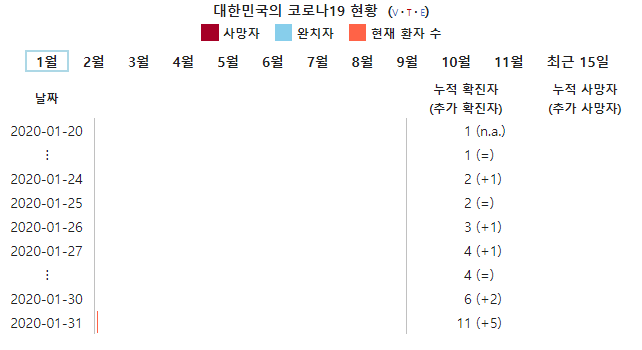 대한민국의 코로나19 현황 (V · T · E)
사망자 완치자 현재 환자 수
1월 2월 3월 4월 5월 6월 7월 8월 9월 10월 11월 최근 15일
날짜 누적 확진자 (추가 확진자) 누적 사망자 (추가 사망자)
2020-01-20 1 (n.a.)
⋮ 1 (=)
2020-01-24 2 (+1)
2020-01-25 2 (=)
2020-01-26 3 (+1)
2020-01-27 4 (+1)
⋮ 4 (=)
2020-01-30 6 (+2)
2020-01-31 11 (+5)